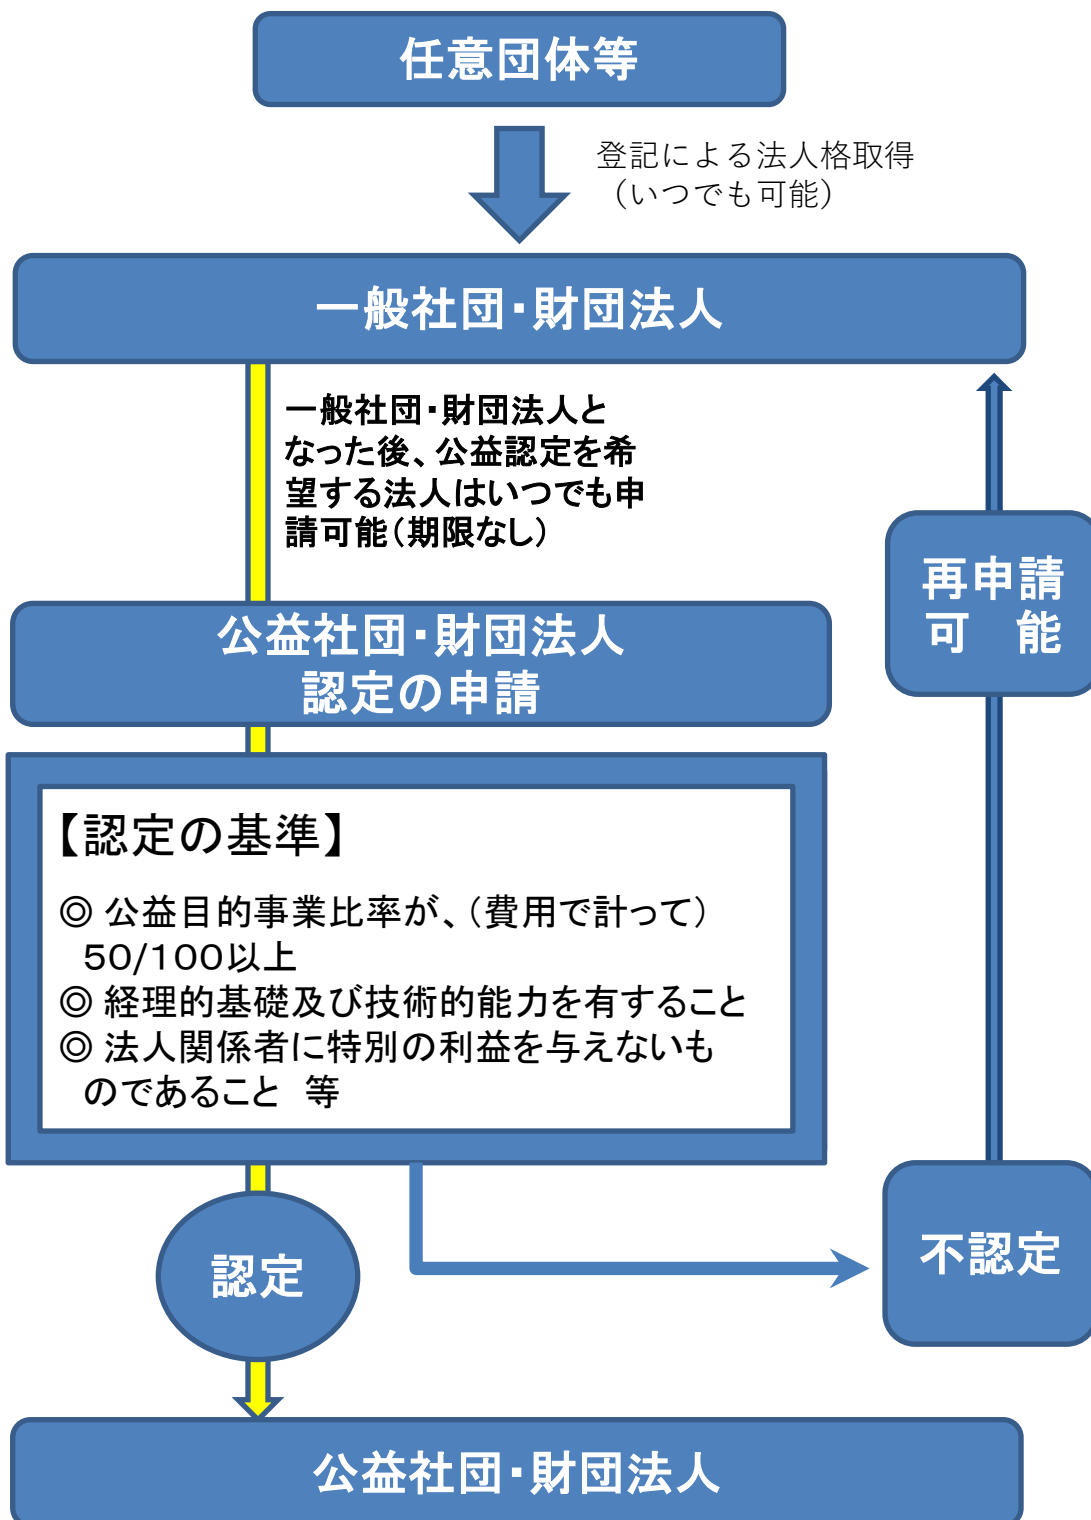 任意団体等
登記による法人格取得
（いつでも可能）
一般社団・財団法人
一般社団・財団法人と
なった後、公益認定を希
望する法人はいつでも申
請可能（期限なし）
再申請
可　能
公益社団・財団法人
認定の申請
【認定の基準】
◎ 公益目的事業比率が、（費用で計って）
50/100以上
◎ 経理的基礎及び技術的能力を有すること
◎ 法人関係者に特別の利益を与えないも
のであること　等
認定
不認定
公益社団・財団法人